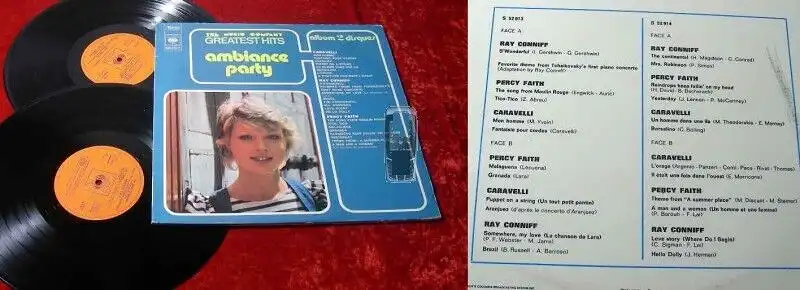 THE MUSIC COMPANY
GREATEST HITS
album 2 disques
ambiance
party
CARAVELLI
RAY CONNIFF
PERCY FAITH
S 52913
FACE A
RAY CONNIFF
S'Wonderful (I. Gershwin - G. Gershwin)
Favorite theme from Tchaikovsky's first piano concerto
(Adaptation by Ray Conniff)
PERCY FAITH
The song from Moulin Rouge (Engwick - Auric)
Tico-Tico (Z. Abreu)
CARAVELLI
Mon homme (M. Yvain)
Fantaisie pour cordes (Caravelli)
FACE B
PERCY FAITH
Malaguena (Lecuona)
Granada (Lara)
CARAVELLI
Puppet on a string (Un tout petit pantin)
Aranjuez (d'après le concerto d'Aranjuez)
RAY CONNIFF
Somewhere, my love (La chanson de Lara)
(P. F. Webster - M. Jarre)
Brazil (B. Russell - A. Barroso)
S 52914
FACE A
RAY CONNIFF
The continental (H. Magdson - C. Conrad)
Mrs. Robinson (P. Simon)
PERCY FAITH
Raindrops keep fallin' on my head
(H. David - B. Bacharach)
Yesterday (J. Lennon - P. McCartney)
CARAVELLI
Un homme dans une île (M. Theodorakis - E. Marnay)
Borsalino (C. Bolling)
FACE B
CARAVELLI
L'orage (Argenio - Panzeri - Corni - Pace - Rivat - Thomas)
Il était une fois dans l'ouest (E. Morricone)
PERCY FAITH
Theme from "A summer place" (M. Discant - M. Steiner)
A man and a woman (Un homme et une femme)
(P. Barouh - F. Lai)
RAY CONNIFF
Love story (Where Do I Begin)
(C. Sigman - F. Lai)
Hello Dolly (J. Herman)